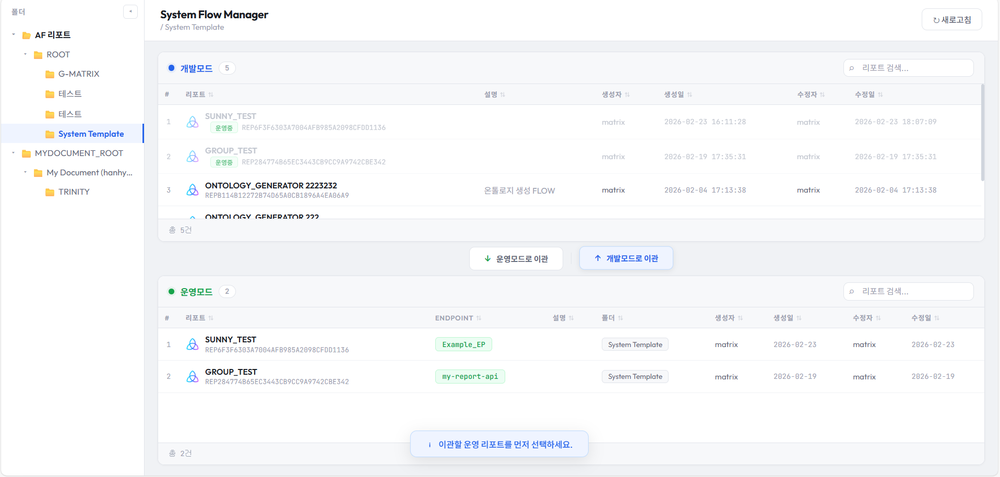 폴더
AF 리포트
ROOT
G-MATRIX
테스트
테스트
System Template
MYDOCUMENT_ROOT
My Document (hanhy...
TRINITY
System Flow Manager
/ System Template
↻ 새로고침
개발모드 5
리포트 검색...
# 리포트 설명 생성자 생성일 수정자 수정일
1 SUNNY_TEST matrix 2026-02-23 16:11:28 matrix 2026-02-23 18:07:09
운영중 REP6F3F6303A7004AFB985A2098CFDD1136
2 GROUP_TEST matrix 2026-02-19 17:35:31 matrix 2026-02-19 17:35:31
운영중 REP284774B65EC3443CB9CC9A9742CBE342
3 ONTOLOGY_GENERATOR 2223232 온톨로지 생성 FLOW matrix 2026-02-04 17:13:38 matrix 2026-02-04 17:13:38
REPB114B12272B74D65A0CB1896A4EA06A9
ONTOLOGY_GENERATOR 222
총 5건
↓ 운영모드로 이관
↑ 개발모드로 이관
운영모드 2
리포트 검색...
# 리포트 ENDPOINT 설명 폴더 생성자 생성일 수정자 수정일
1 SUNNY_TEST Example_EP System Template matrix 2026-02-23 matrix 2026-02-23
REP6F3F6303A7004AFB985A2098CFDD1136
2 GROUP_TEST my-report-api System Template matrix 2026-02-19 matrix 2026-02-19
REP284774B65EC3443CB9CC9A9742CBE342
총 2건
i 이관할 운영 리포트를 먼저 선택하세요.